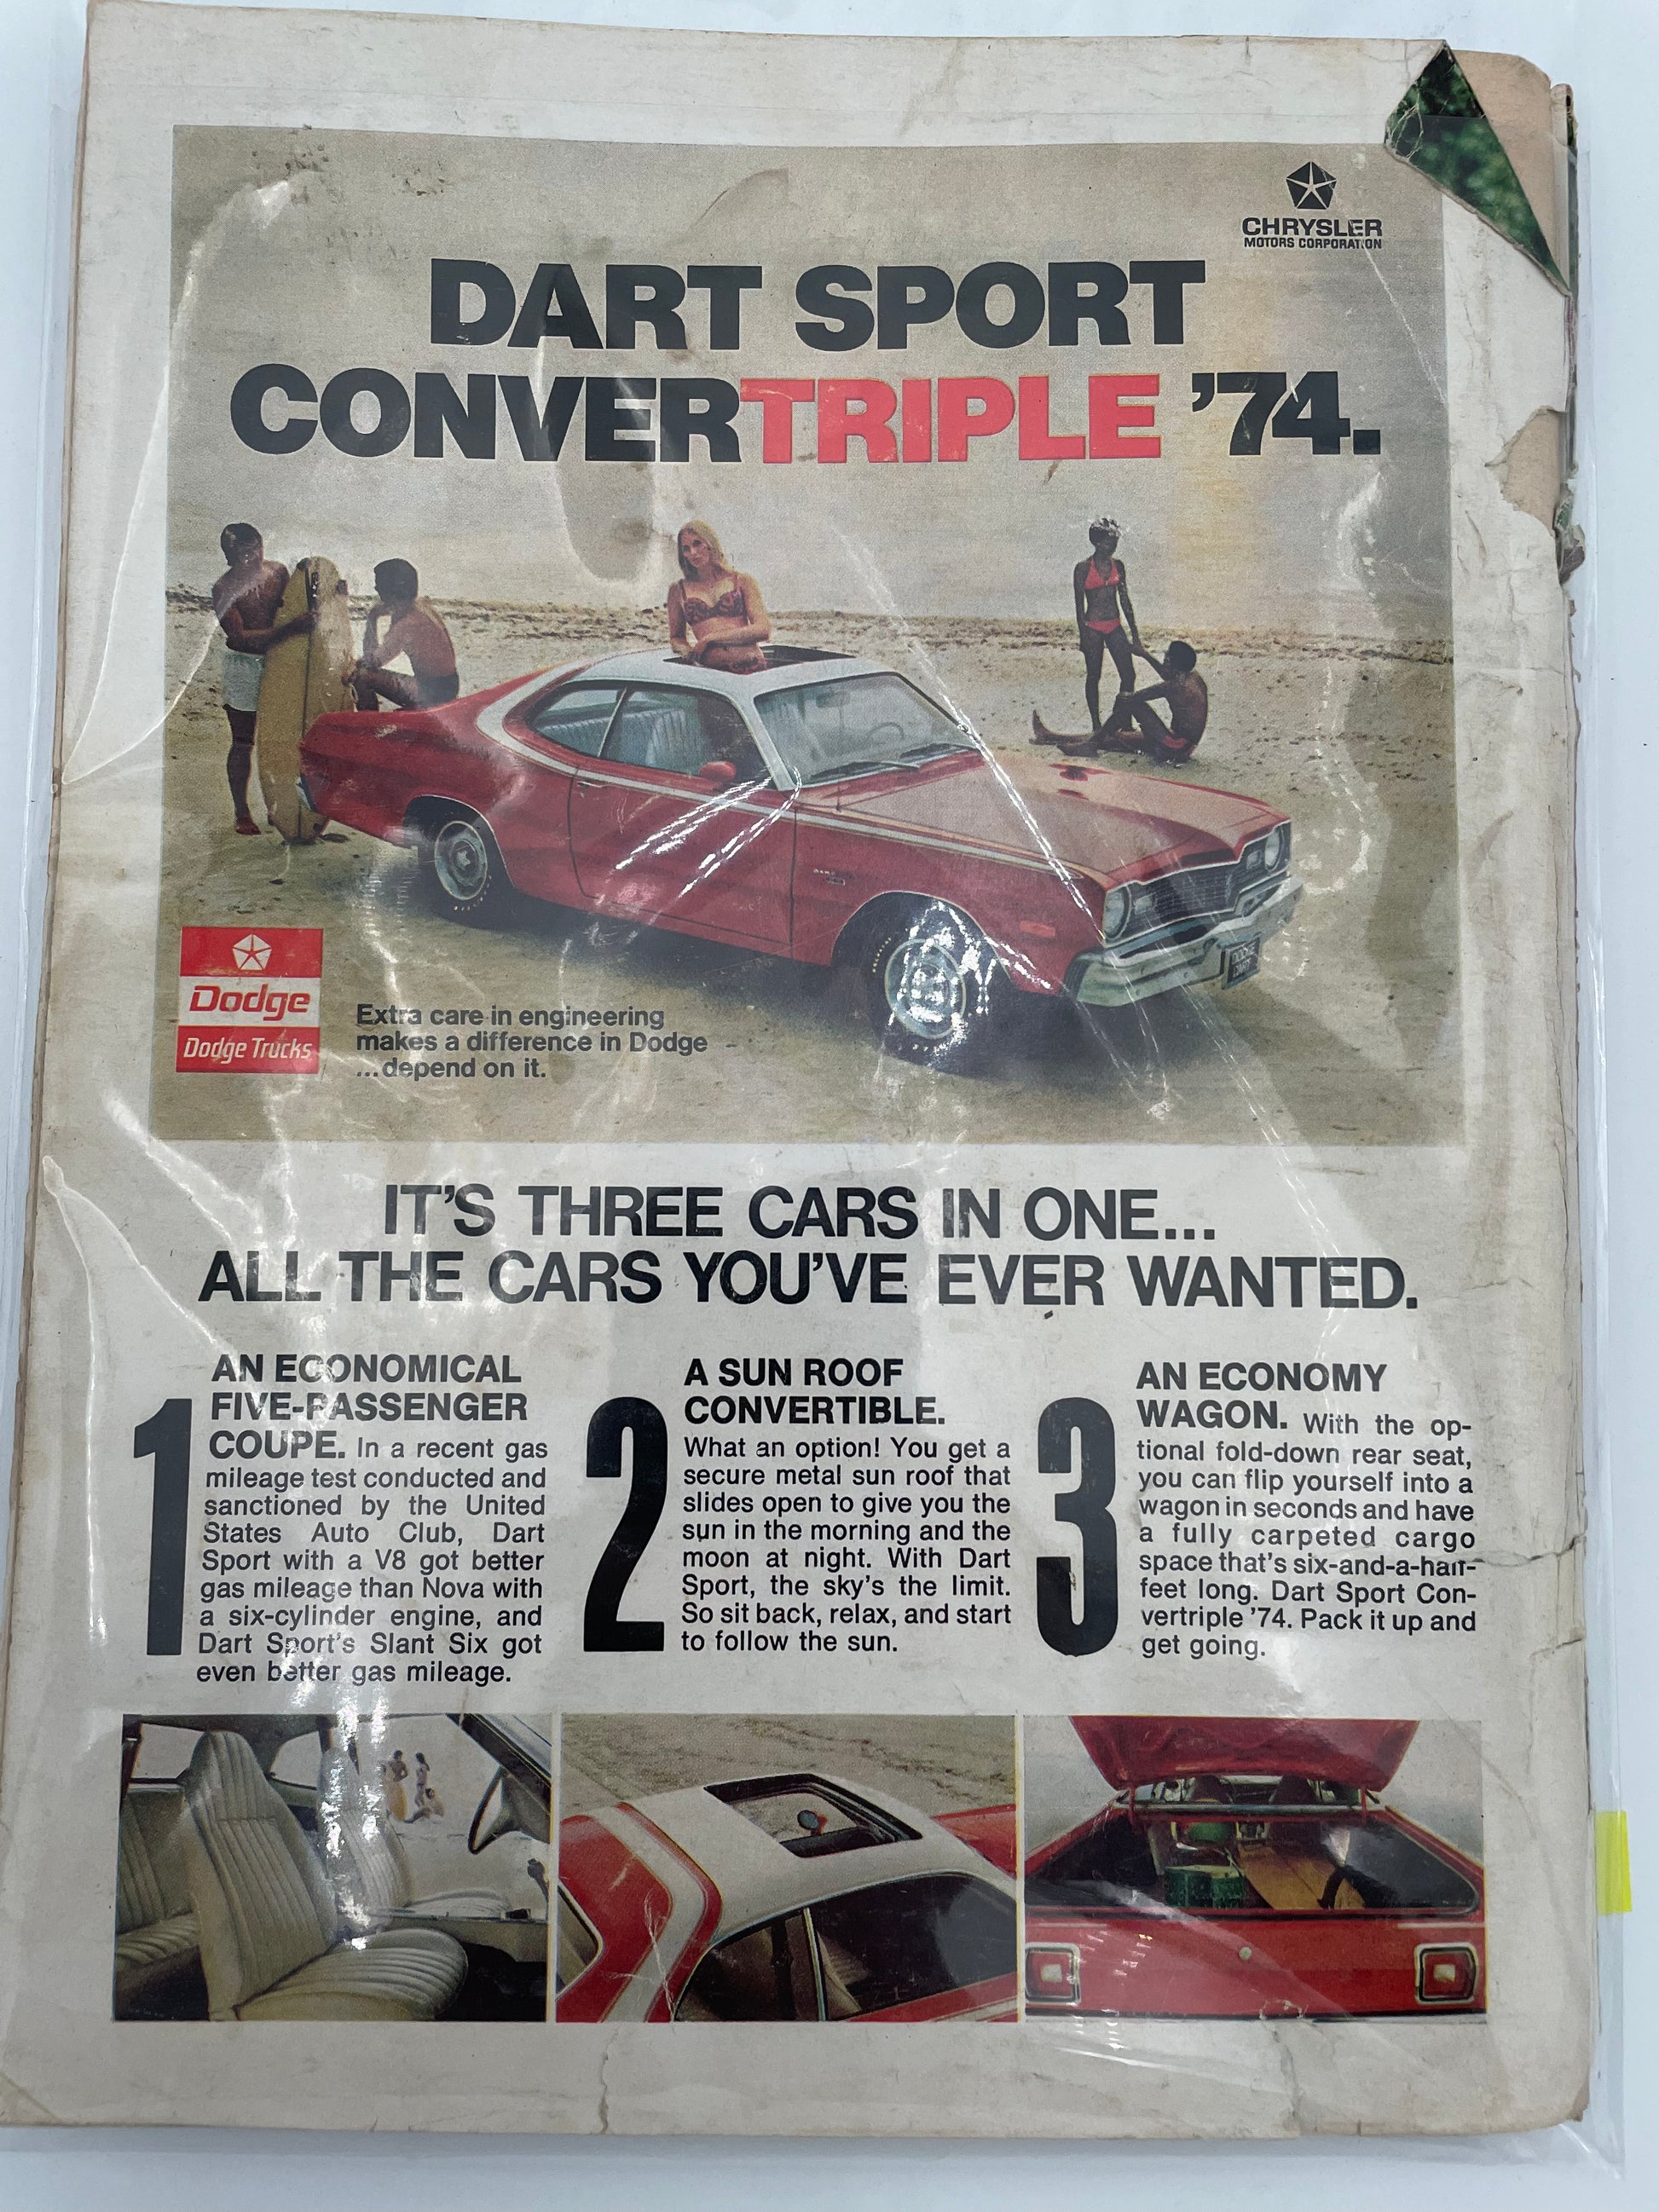 CHRYSLER
MOTORS CORPORATION
DART SPORT
CONVERTRIPLE '74.
Dodge
Dodge Trucks
Extra care in engineering
makes a difference in Dodge
...depend on it.
DODGE
DART
IT'S THREE CARS IN ONE...
ALL THE CARS YOU'VE EVER WANTED.
1
AN ECONOMICAL
FIVE-PASSENGER
COUPE. In a recent gas
mileage test conducted and
sanctioned by the United
States Auto Club, Dart
Sport with a V8 got better
gas mileage than Nova with
a six-cylinder engine, and
Dart Sport's Slant Six got
even better gas mileage.
2
A SUN ROOF
CONVERTIBLE.
What an option! You get a
secure metal sun roof that
slides open to give you the
sun in the morning and the
moon at night. With Dart
Sport, the sky's the limit.
So sit back, relax, and start
to follow the sun.
3
AN ECONOMY
WAGON. With the op-
tional fold-down rear seat,
you can flip yourself into a
wagon in seconds and have
a fully carpeted cargo
space that's six-and-a-half-
feet long. Dart Sport Con-
vertriple '74. Pack it up and
get going.